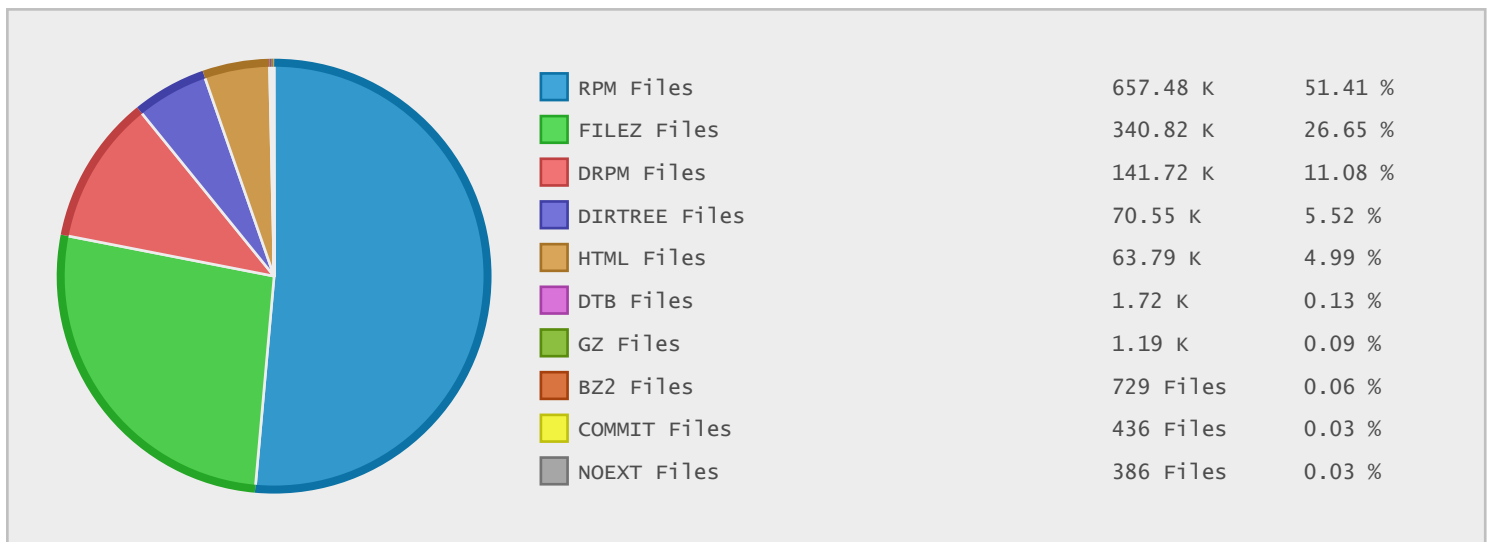 RPM Files 657.48 K 51.41 %
FILEZ Files 340.82 K 26.65 %
DRPM Files 141.72 K 11.08 %
DIRTREE Files 70.55 K 5.52 %
HTML Files 63.79 K 4.99 %
DTB Files 1.72 K 0.13 %
GZ Files 1.19 K 0.09 %
BZ2 Files 729 Files 0.06 %
COMMIT Files 436 Files 0.03 %
NOEXT Files 386 Files 0.03 %